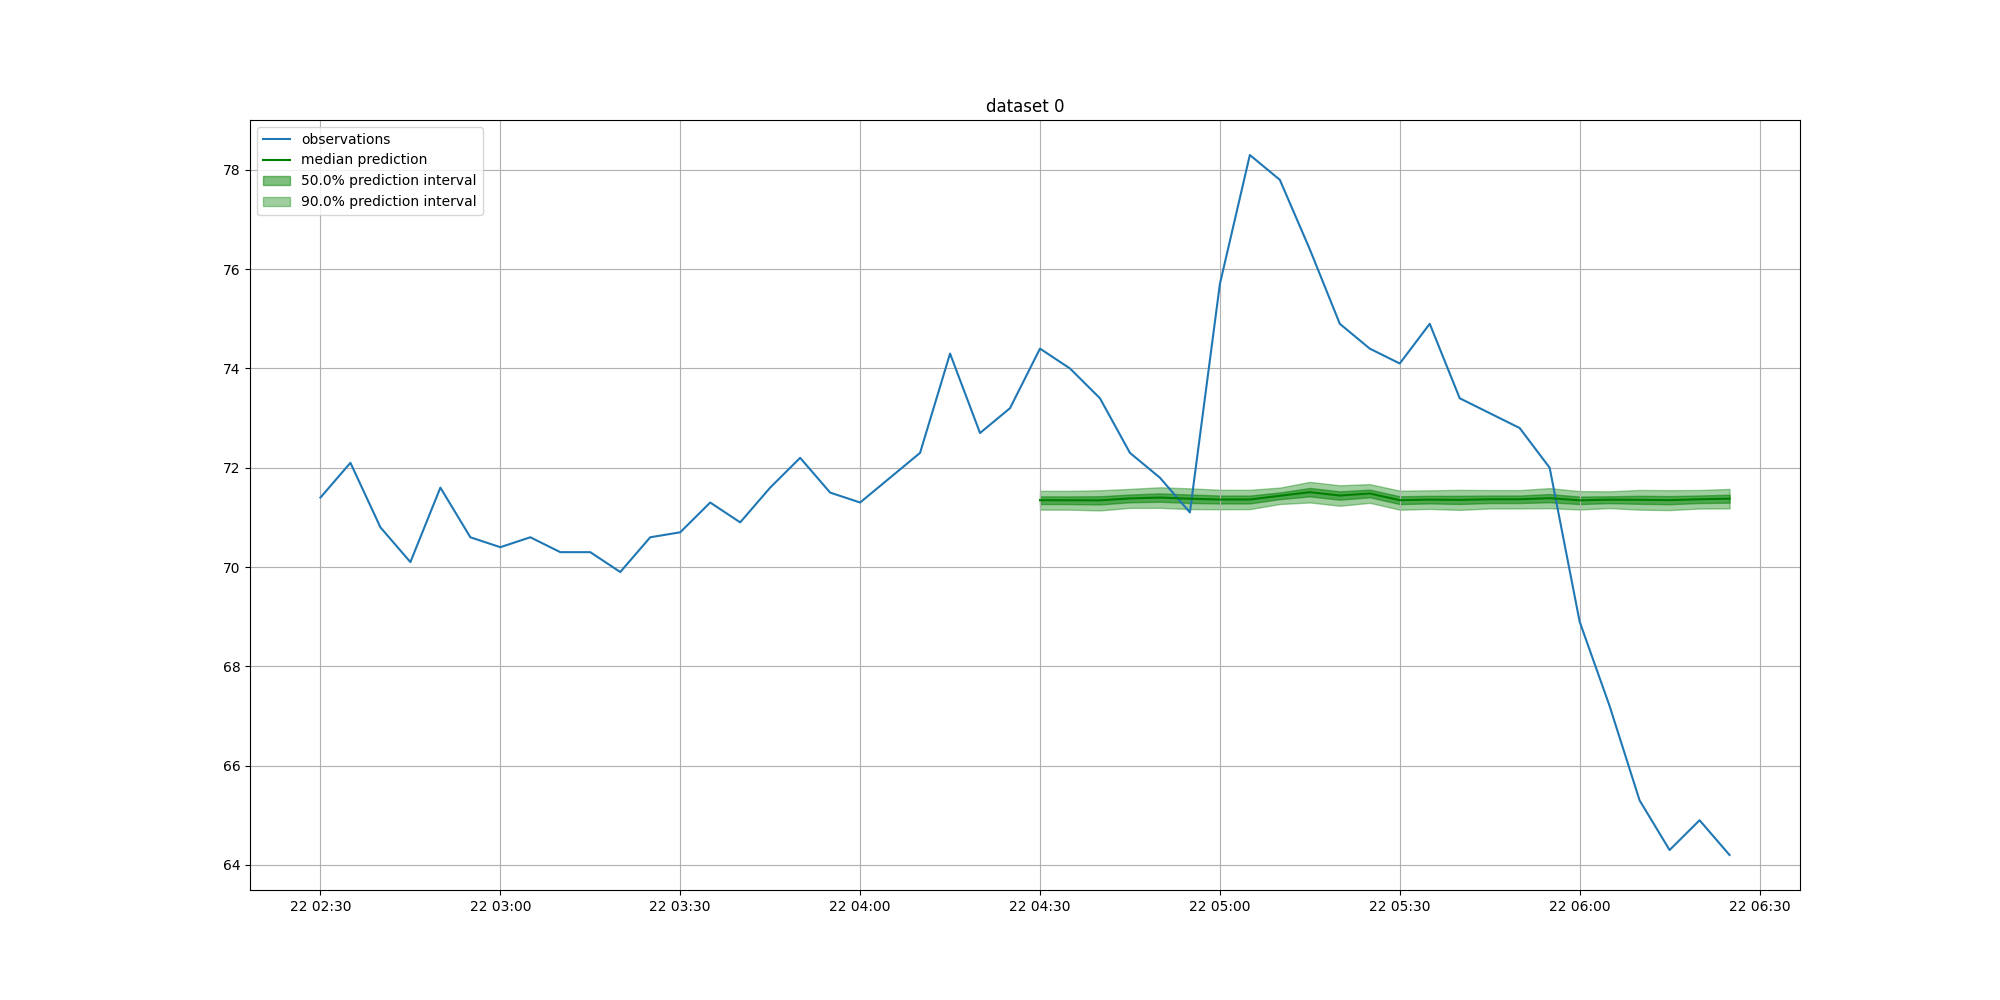 dataset 0
observations
median prediction
50.0% prediction interval
90.0% prediction interval
78
76
74
72
70
68
66
64
22 02:30 22 03:00 22 03:30 22 04:00 22 04:30 22 05:00 22 05:30 22 06:00 22 06:30